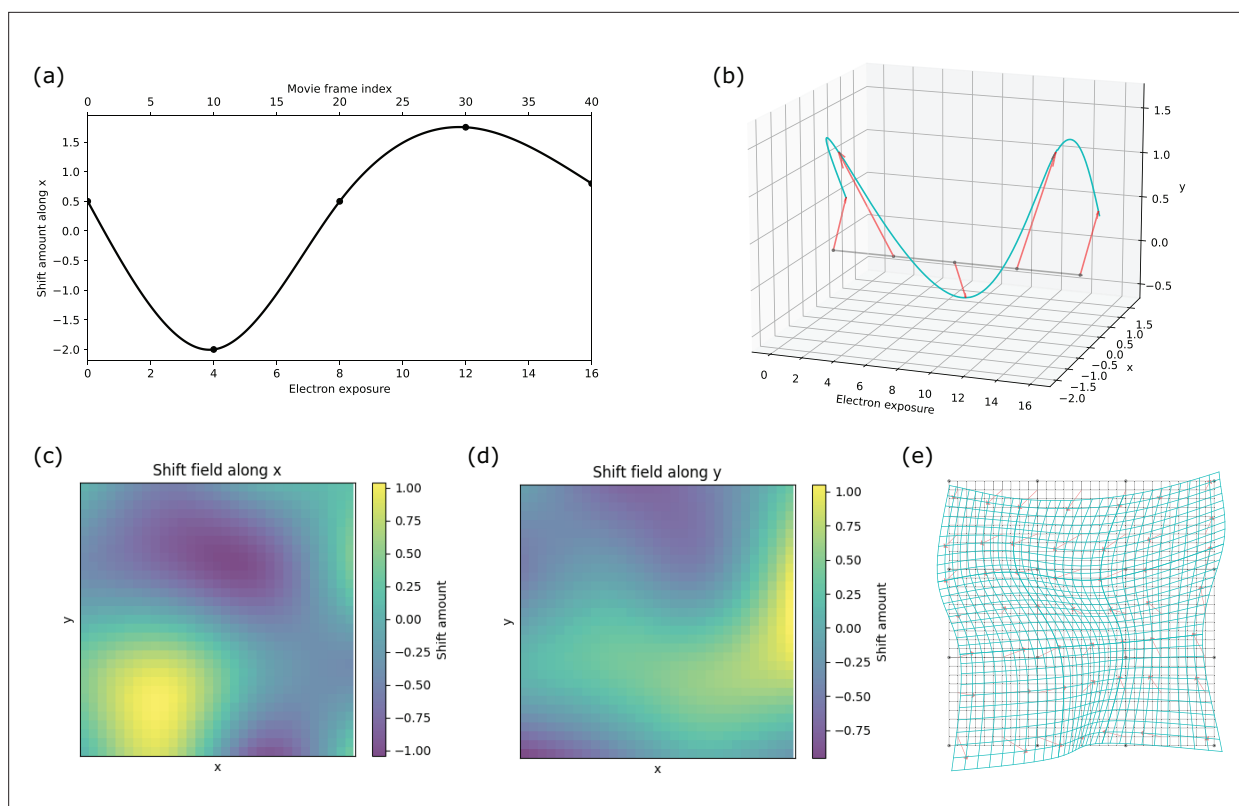 (a)
Movie frame index
0 5 10 15 20 25 30 35 40
Shift amount along x
1.5
1.0
0.5
0.0
−0.5
−1.0
−1.5
−2.0
0 2 4 6 8 10 12 14 16
Electron exposure
(b)
1.5
1.0
y
0.5
0.0
−0.5
1.5
1.0
0.5
0.0
x
−0.5
−1.0
−1.5
−2.0
0 2 4 6 8 10 12 14 16
Electron exposure
(c)
Shift field along x
y
x
1.00
0.75
0.50
0.25
0.00
−0.25
−0.50
−0.75
−1.00
Shift amount
(d)
Shift field along y
y
x
1.00
0.75
0.50
0.25
0.00
−0.25
−0.50
−0.75
Shift amount
(e)